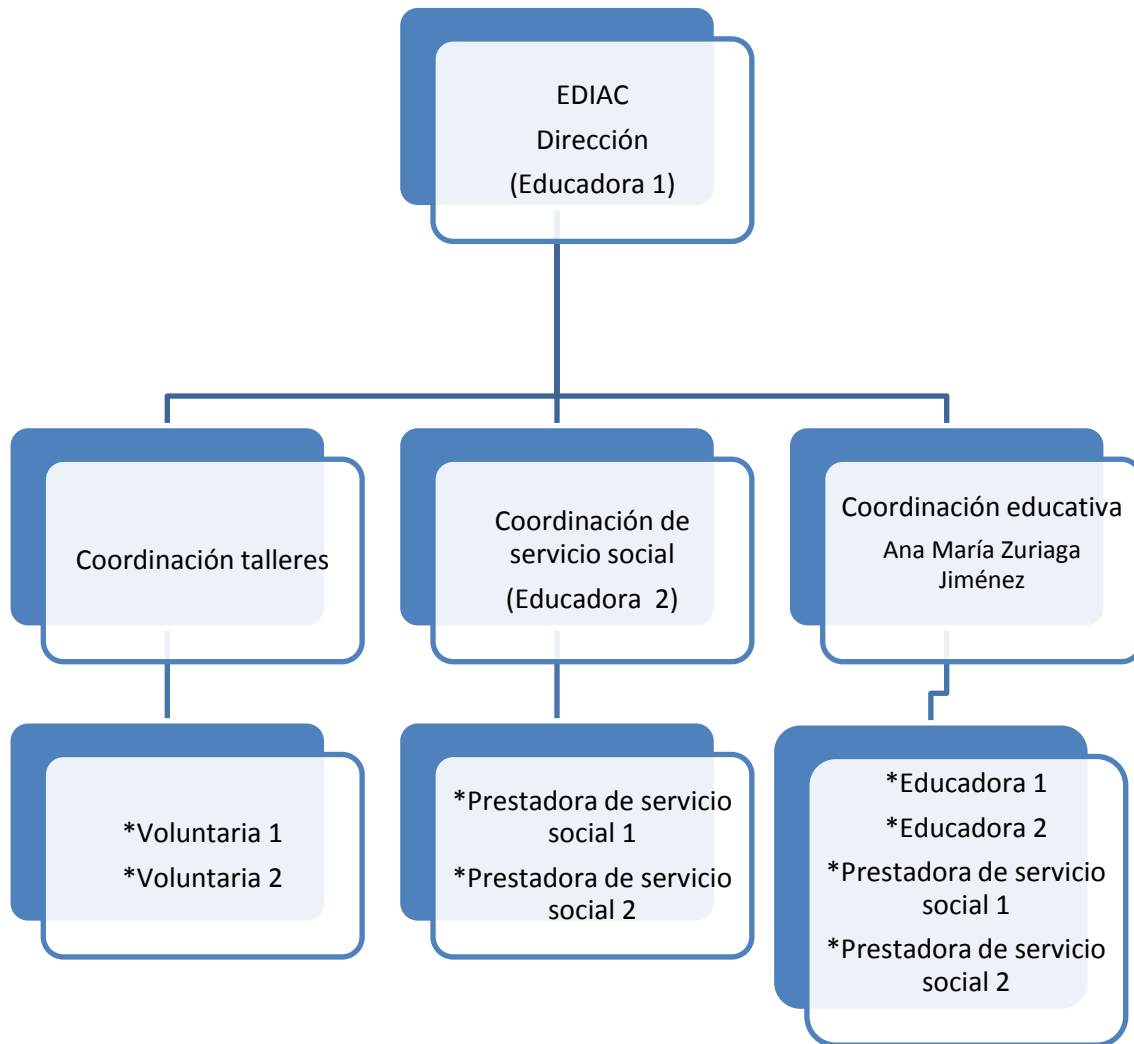 EDIAC
Dirección
(Educadora 1)
Coordinación talleres
Coordinación de
servicio social
(Educadora 2)
Coordinación educativa
Ana María Zuriaga
Jiménez
*Voluntaria 1
*Voluntaria 2
*Prestadora de servicio
social 1
*Prestadora de servicio
social 2
*Educadora 1
*Educadora 2
*Prestadora de servicio
social 1
*Prestadora de servicio
social 2